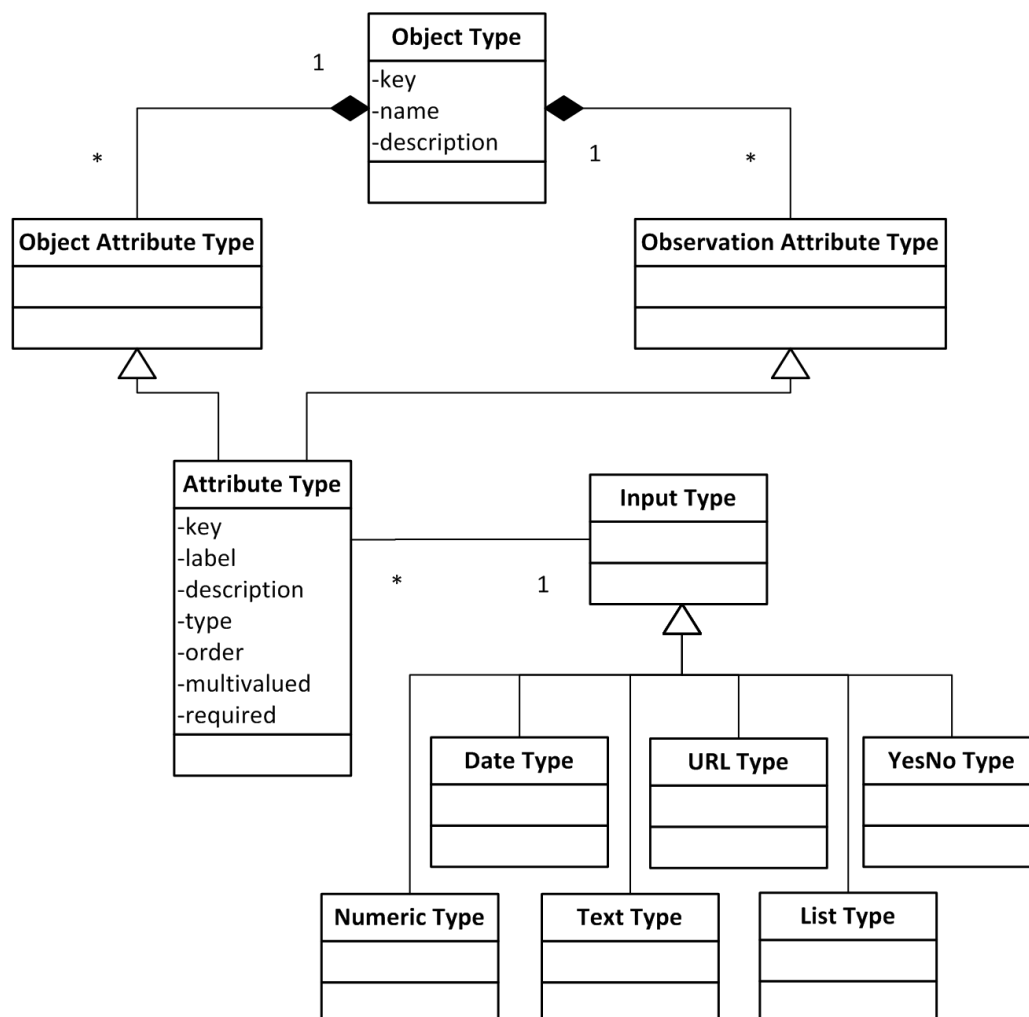 Object Type
-key
-name
-description
1
*
1
*
Object Attribute Type
Observation Attribute Type
Attribute Type
-key
-label
-description
-type
-order
-multivalued
-required
Input Type
*
1
Date Type
URL Type
YesNo Type
Numeric Type
Text Type
List Type